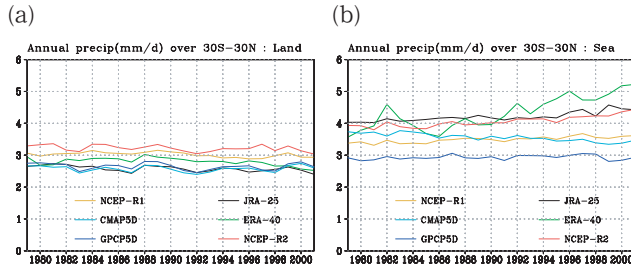 (a)
Annual precip(mm/d) over 30S-30N : Land
6
5
4
3
2
1
0
NCEP-R1
CMAP5D
GPCP5D
JRA-25
ERA-40
NCEP-R2
1980 1982 1984 1986 1988 1990 1992 1994 1996 1998 2000
(b)
Annual precip(mm/d) over 30S-30N : Sea
6
5
4
3
2
1
0
NCEP-R1
CMAP5D
GPCP5D
JRA-25
ERA-40
NCEP-R2
1980 1982 1984 1986 1988 1990 1992 1994 1996 1998 2000